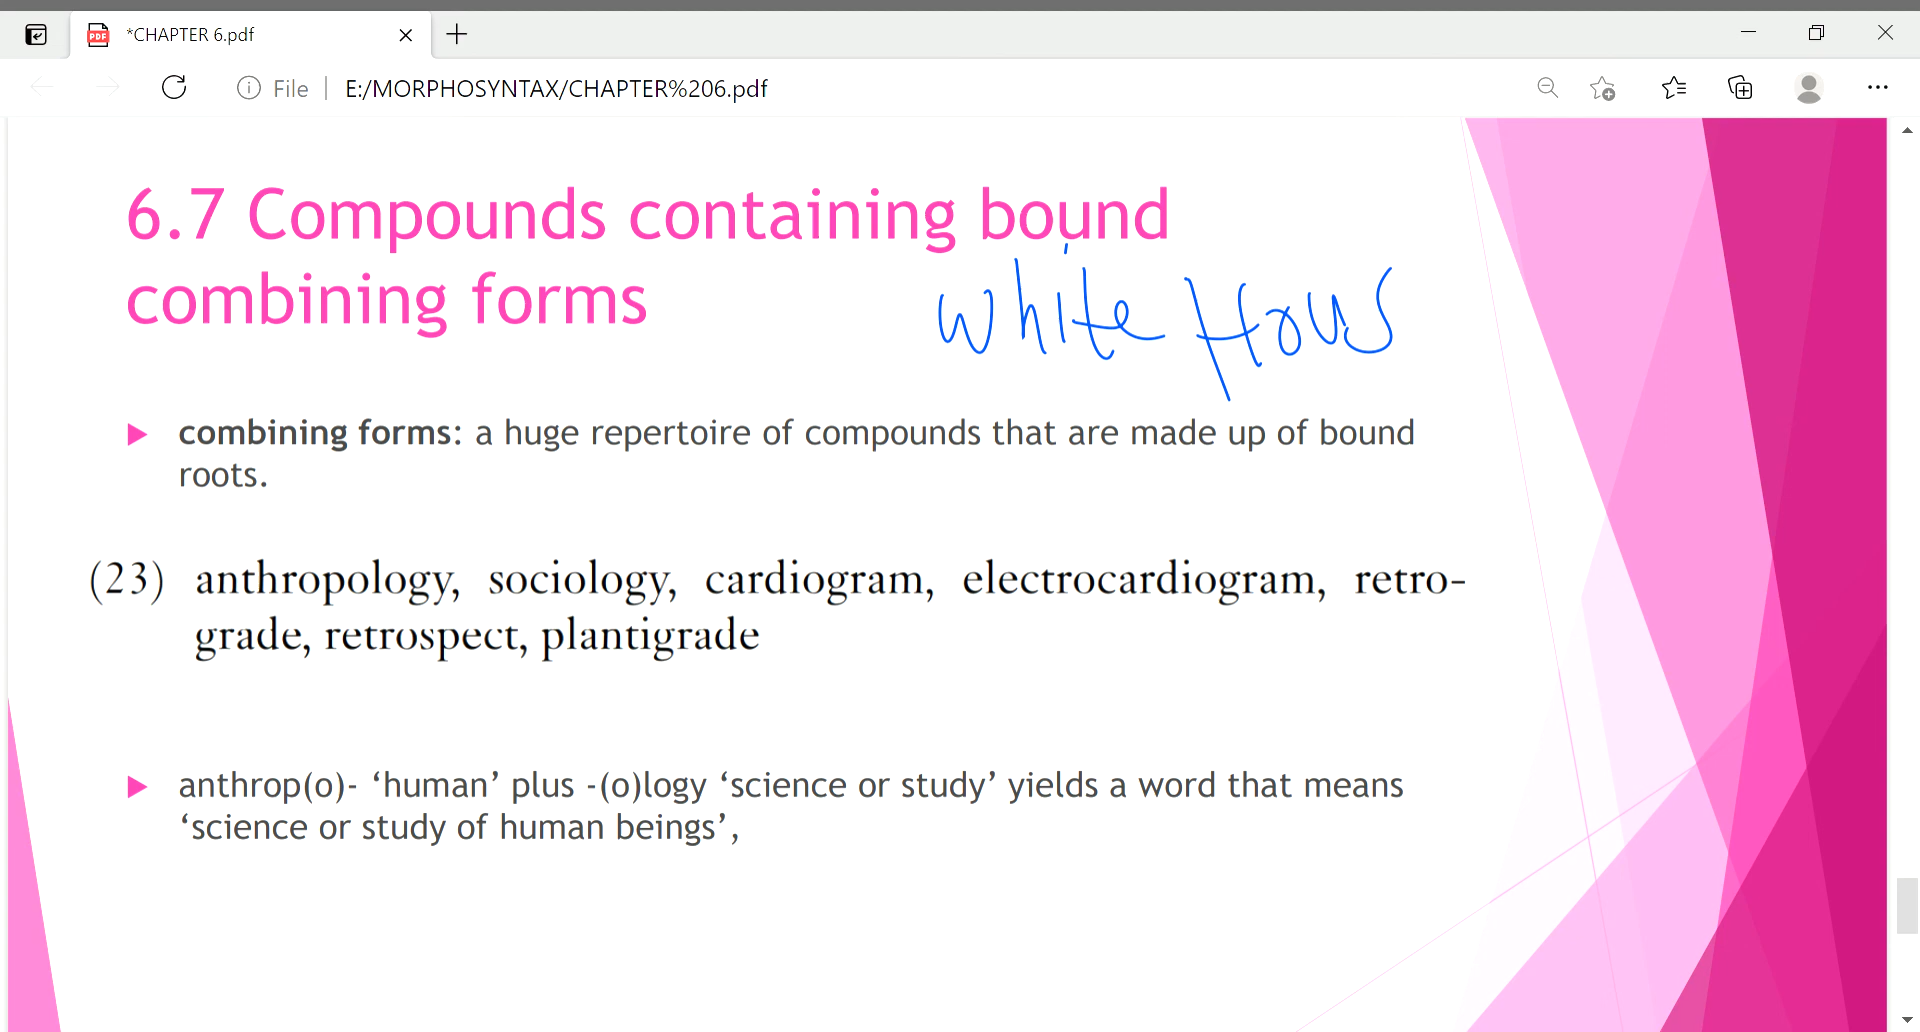 *CHAPTER 6.pdf
File | E:/MORPHOSYNTAX/CHAPTER%206.pdf
6.7 Compounds containing bound
combining forms
White Hous
combining forms: a huge repertoire of compounds that are made up of bound
roots.
(23) anthropology, sociology, cardiogram, electrocardiogram, retro-
grade, retrospect, plantigrade
anthrop(o)- ‘human’ plus -(o)logy ‘science or study’ yields a word that means
‘science or study of human beings’,